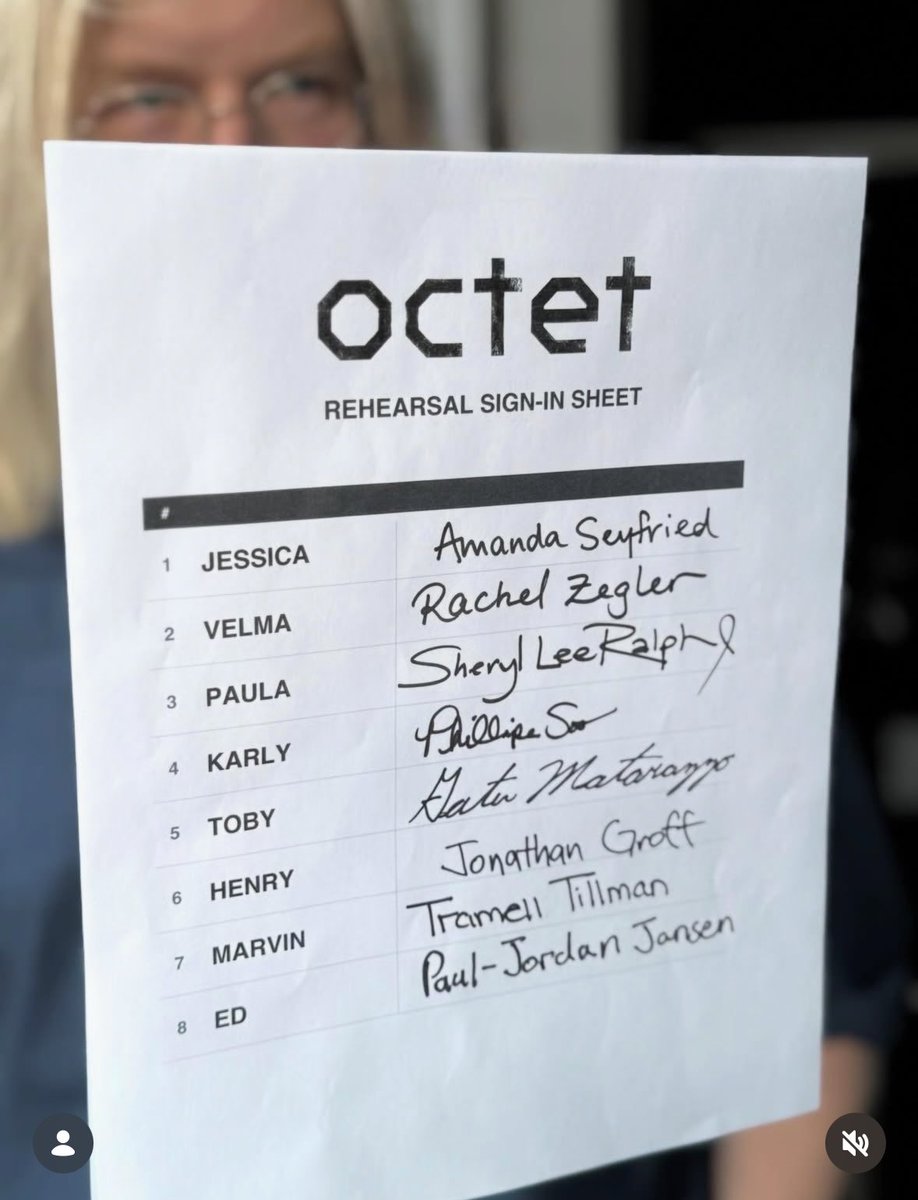 octet
REHEARSAL SIGN-IN SHEET
#
1 JESSICA Amanda Seyfried
2 VELMA Rachel Zegler
3 PAULA Sheryl Lee Ralph
4 KARLY Phillipa Soo
5 TOBY Gaten Matarazzo
6 HENRY Jonathan Groff
7 MARVIN Tramell Tillman
8 ED Paul-Jordan Jansen